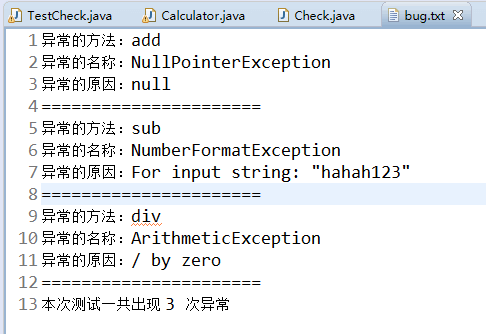 TestCheck.java Calculator.java Check.java bug.txt
1 异常的方法：add
2 异常的名称：NullPointerException
3 异常的原因：null
4 =======================
5 异常的方法：sub
6 异常的名称：NumberFormatException
7 异常的原因：For input string: "hahah123"
8 =======================
9 异常的方法：div
10 异常的名称：ArithmeticException
11 异常的原因：/ by zero
12 =======================
13 本次测试一共出现 3 次异常